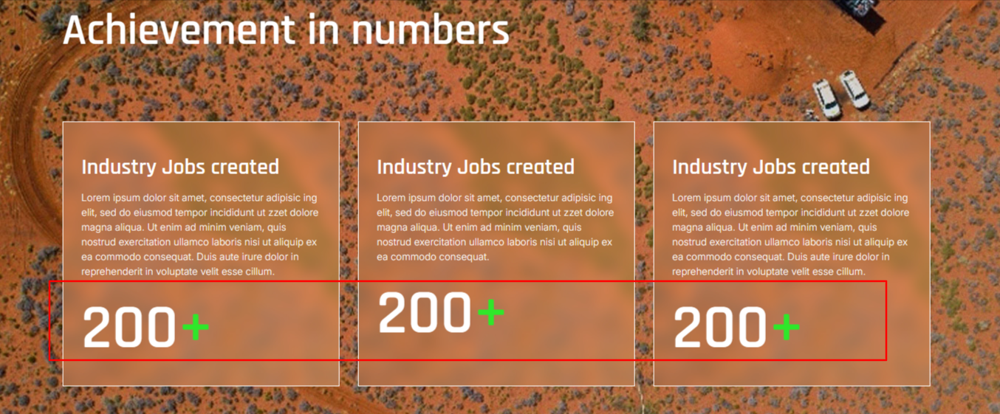 Achievement in numbers
Industry Jobs created
Lorem ipsum dolor sit amet, consectetur adipisic ing
elit, sed do eiusmod tempor incididunt ut zzet dolore
magna aliqua. Ut enim ad minim veniam, quis
nostrud exercitation ullamco laboris nisi ut aliquip ex
ea commodo consequat. Duis aute irure dolor in
reprehenderit in voluptate velit esse cillum.
200+
Industry Jobs created
Lorem ipsum dolor sit amet, consectetur adipisic ing
elit, sed do eiusmod tempor incididunt ut zzet dolore
magna aliqua. Ut enim ad minim veniam, quis
nostrud exercitation ullamco laboris nisi ut aliquip ex
ea commodo consequat.
200+
Industry Jobs created
Lorem ipsum dolor sit amet, consectetur adipisic ing
elit, sed do eiusmod tempor incididunt ut zzet dolore
magna aliqua. Ut enim ad minim veniam, quis
nostrud exercitation ullamco laboris nisi ut aliquip ex
ea commodo consequat. Duis aute irure dolor in
reprehenderit in voluptate velit esse cillum.
200+